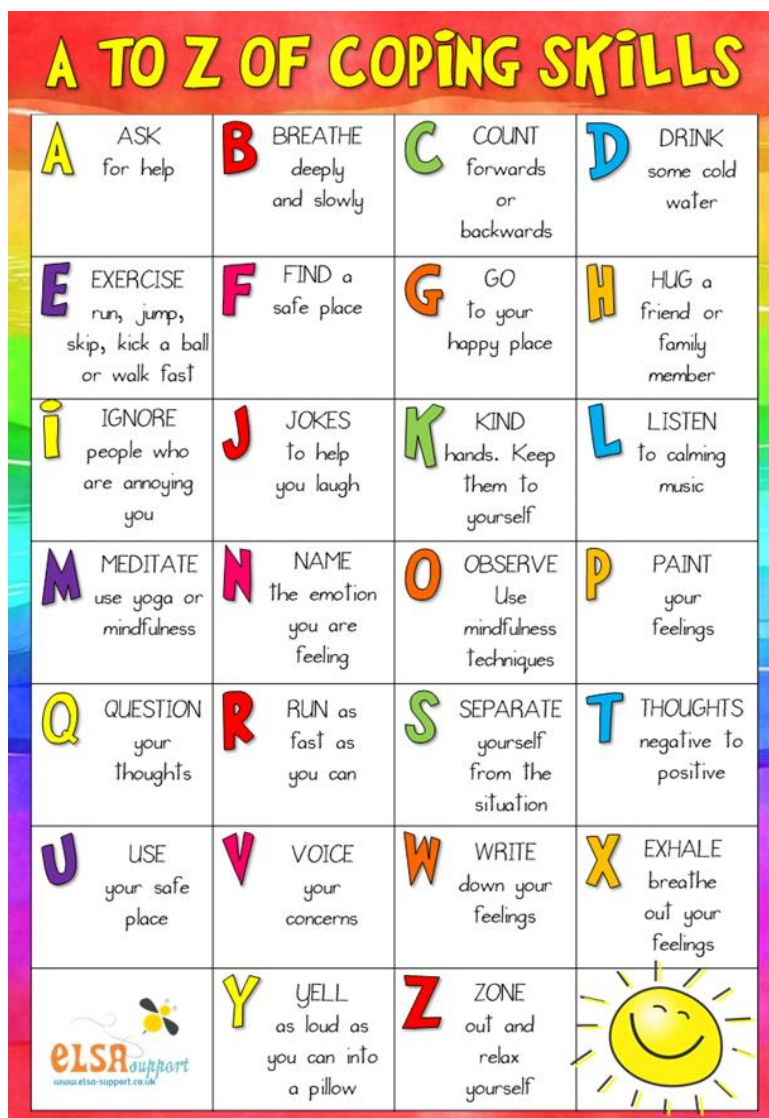 A TO Z OF COPiNG SKiLLS
A
ASK
for help
B
BREATHE
deeply
and slowly
C
COUNT
forwards
or
backwards
D
DRINK
some cold
water
E
EXERCISE
run, jump,
skip, kick a ball
or walk fast
F
FIND a
safe place
G
GO
to your
happy place
H
HUG a
friend or
family
member
i
IGNORE
people who
are annoying
you
J
JOKES
to help
you laugh
K
KIND
hands. Keep
them to
yourself
L
LISTEN
to calming
music
M
MEDITATE
use yoga or
mindfulness
N
NAME
the emotion
you are
feeling
O
OBSERVE
Use
mindfulness
techniques
P
PAINT
your
feelings
Q
QUESTION
your
thoughts
R
RUN as
fast as
you can
S
SEPARATE
yourself
from the
situation
T
THOUGHTS
negative to
positive
U
USE
your safe
place
V
VOICE
your
concerns
W
WRITE
down your
feelings
X
EXHALE
breathe
out your
feelings
eLSA support
www.elsa-support.co.uk
Y
YELL
as loud as
you can into
a pillow
Z
ZONE
out and
relax
yourself